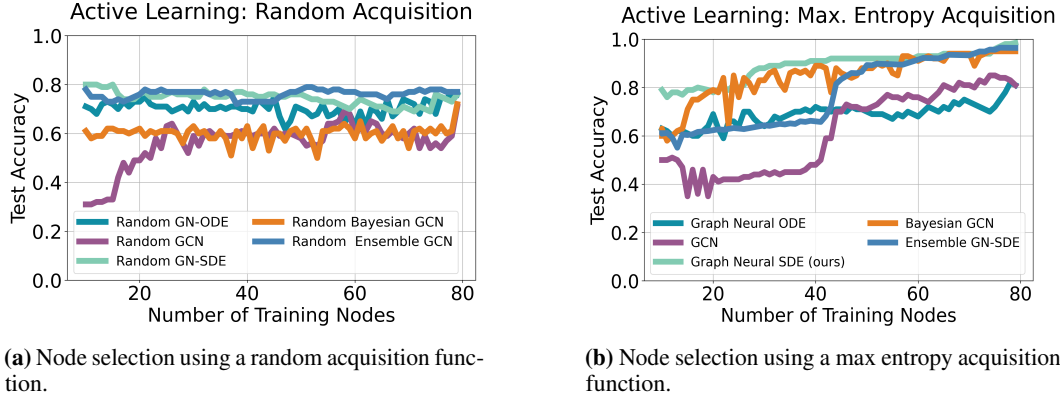 Active Learning: Random Acquisition
Test Accuracy
1.0
0.8
0.6
0.4
0.2
0.0
Random GN-ODE
Random GCN
Random GN-SDE
Random Bayesian GCN
Random Ensemble GCN
20
40
60
80
Number of Training Nodes
(a) Node selection using a random acquisition func-
tion.
Active Learning: Max. Entropy Acquisition
Test Accuracy
1.0
0.8
0.6
0.4
0.2
0.0
Graph Neural ODE
GCN
Graph Neural SDE (ours)
Bayesian GCN
Ensemble GN-SDE
20
40
60
80
Number of Training Nodes
(b) Node selection using a max entropy acquisition
function.